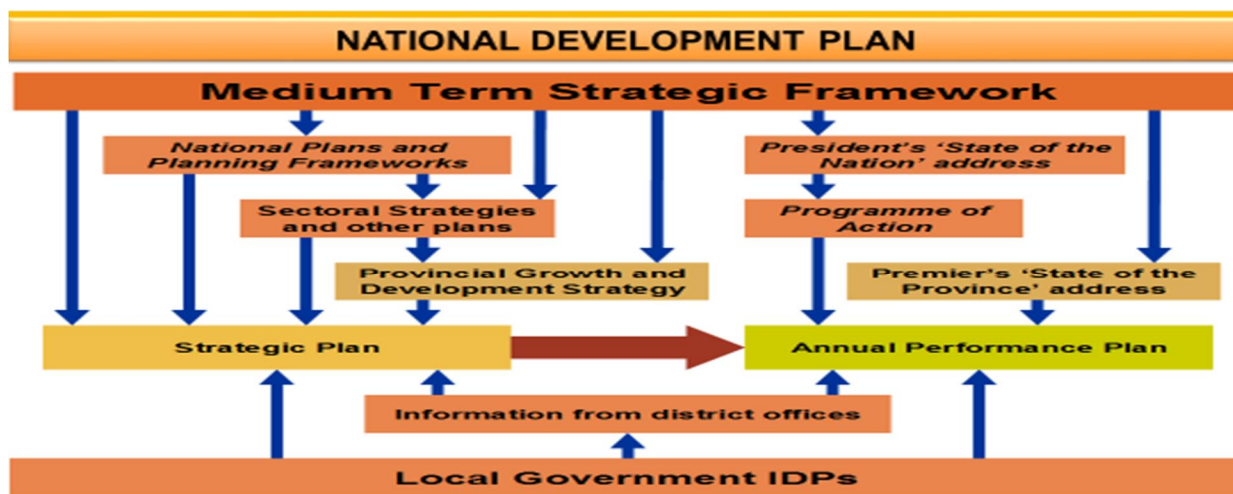 NATIONAL DEVELOPMENT PLAN
Medium Term Strategic Framework
National Plans and
Planning Frameworks
President's 'State of the
Nation' address
Sectoral Strategies
and other plans
Programme of
Action
Provincial Growth and
Development Strategy
Premier's 'State of the
Province' address
Strategic Plan
Annual Performance Plan
Information from district offices
Local Government IDPs